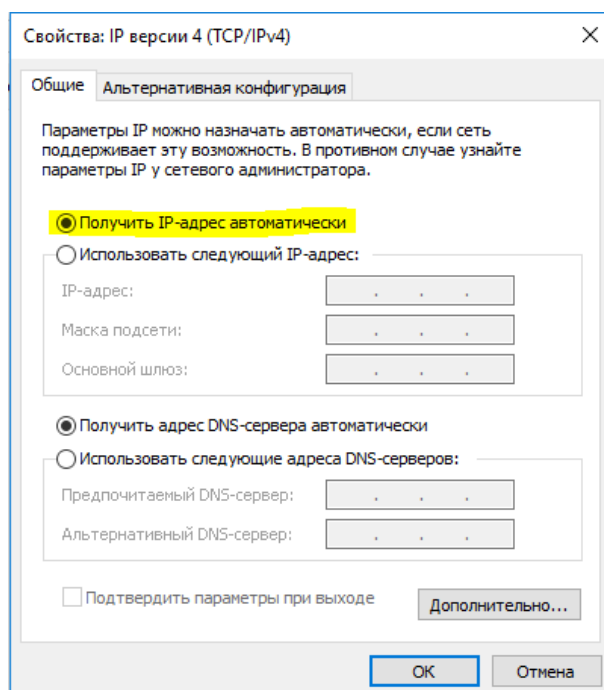 Свойства: IP версии 4 (TCP/IPv4)
Общие
Альтернативная конфигурация
Параметры IP можно назначать автоматически, если сеть
поддерживает эту возможность. В противном случае узнайте
параметры IP у сетевого администратора.
Получить IP-адрес автоматически
Использовать следующий IP-адрес:
IP-адрес:
Маска подсети:
Основной шлюз:
Получить адрес DNS-сервера автоматически
Использовать следующие адреса DNS-серверов:
Предпочитаемый DNS-сервер:
Альтернативный DNS-сервер:
Подтвердить параметры при выходе
Дополнительно...
ОК
Отмена